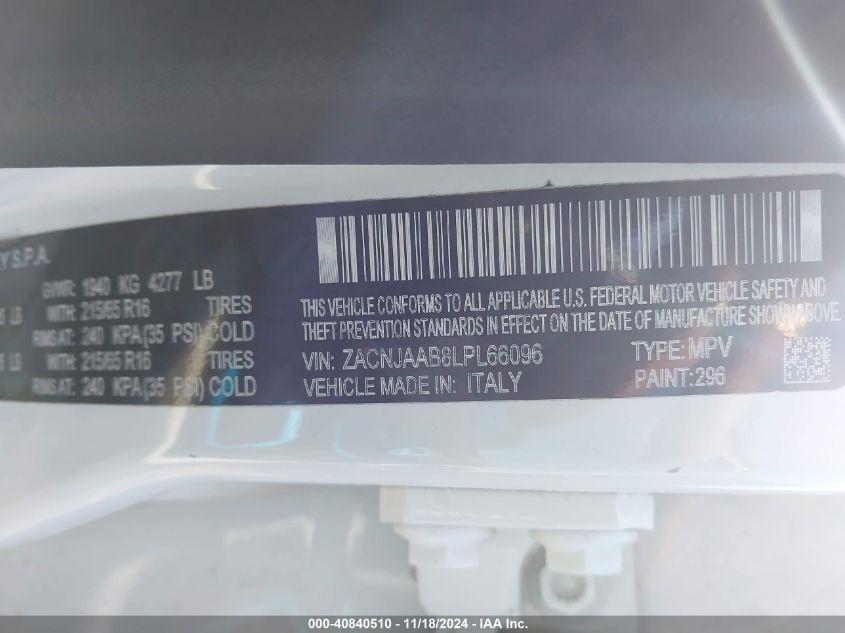 Y S.P.A.
GVWR: 1940 KG 4277 LB
LB WITH: 215/65 R16 TIRES
RIMS AT: 240 KPA(35 PSI) COLD
LB WITH: 215/65 R16 TIRES
RIMS AT: 240 KPA(35 PSI) COLD
THIS VEHICLE CONFORMS TO ALL APPLICABLE U.S. FEDERAL MOTOR VEHICLE SAFETY AND
THEFT PREVENTION STANDARDS IN EFFECT ON THE DATE OF MANUFACTURE SHOWN ABOVE.
VIN: ZACNJAAB8LPL66096 TYPE: MPV
VEHICLE MADE IN: ITALY PAINT:296
000-40840510 - 11/18/2024 - IAA Inc.